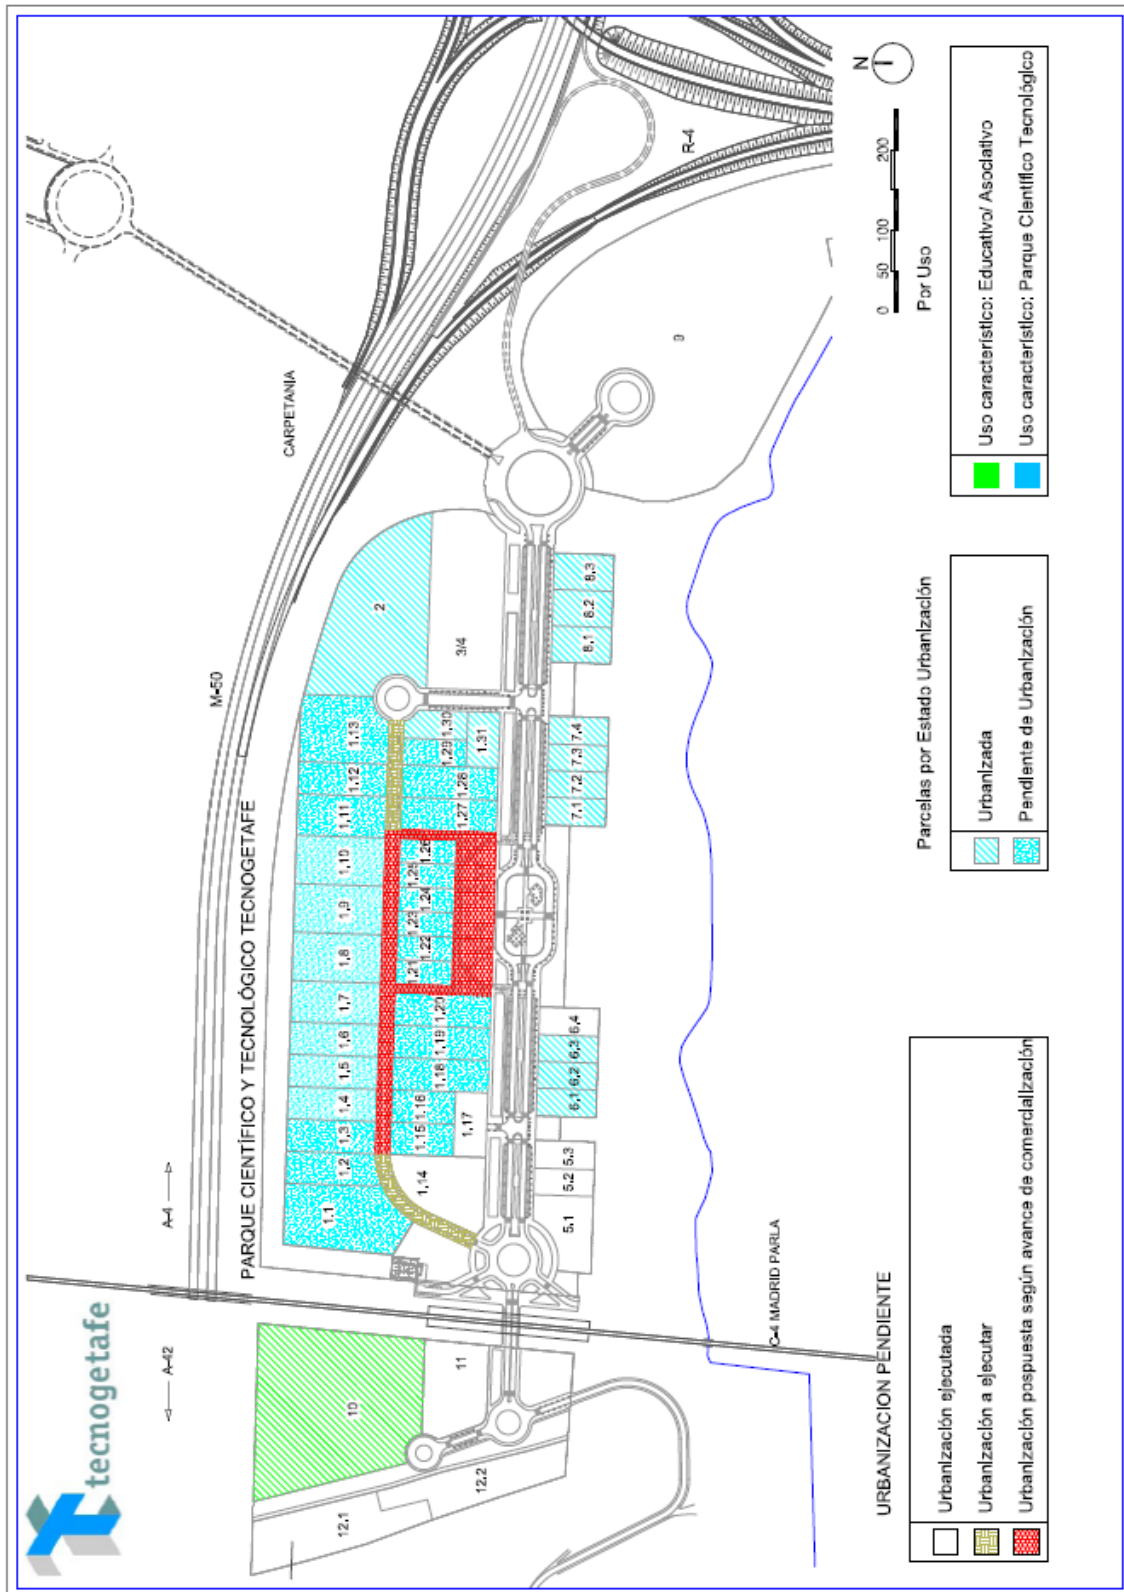 tecnogetafe
A-42
A-4
M-50
CARPETANIA
R-4
PARQUE CIENTÍFICO Y TECNOLÓGICO TECNOGETAFE
1.1
1.2
1.3
1.4
1.5
1.6
1.7
1.8
1.9
1.10
1.11
1.12
1.13
2
3/4
1.14
1.15
1.16
1.17
1.18
1.19
1.20
1.21
1.22
1.23
1.24
1.25
1.26
1.27
1.28
1.29
1.30
1.31
5.1
5.2
5.3
6.1
6.2
6.3
6.4
7.1
7.2
7.3
7.4
8.1
8.2
8.3
9
10
11
12.1
12.2
C-4 MADRID PARLA
N
0 50 100 200
URBANIZACION PENDIENTE
Urbanización ejecutada
Urbanización a ejecutar
Urbanización pospuesta según avance de comercialización
Parcelas por Estado Urbanización
Urbanizada
Pendiente de Urbanización
Por Uso
Uso característico: Educativo/ Asociativo
Uso característico: Parque Científico Tecnológico